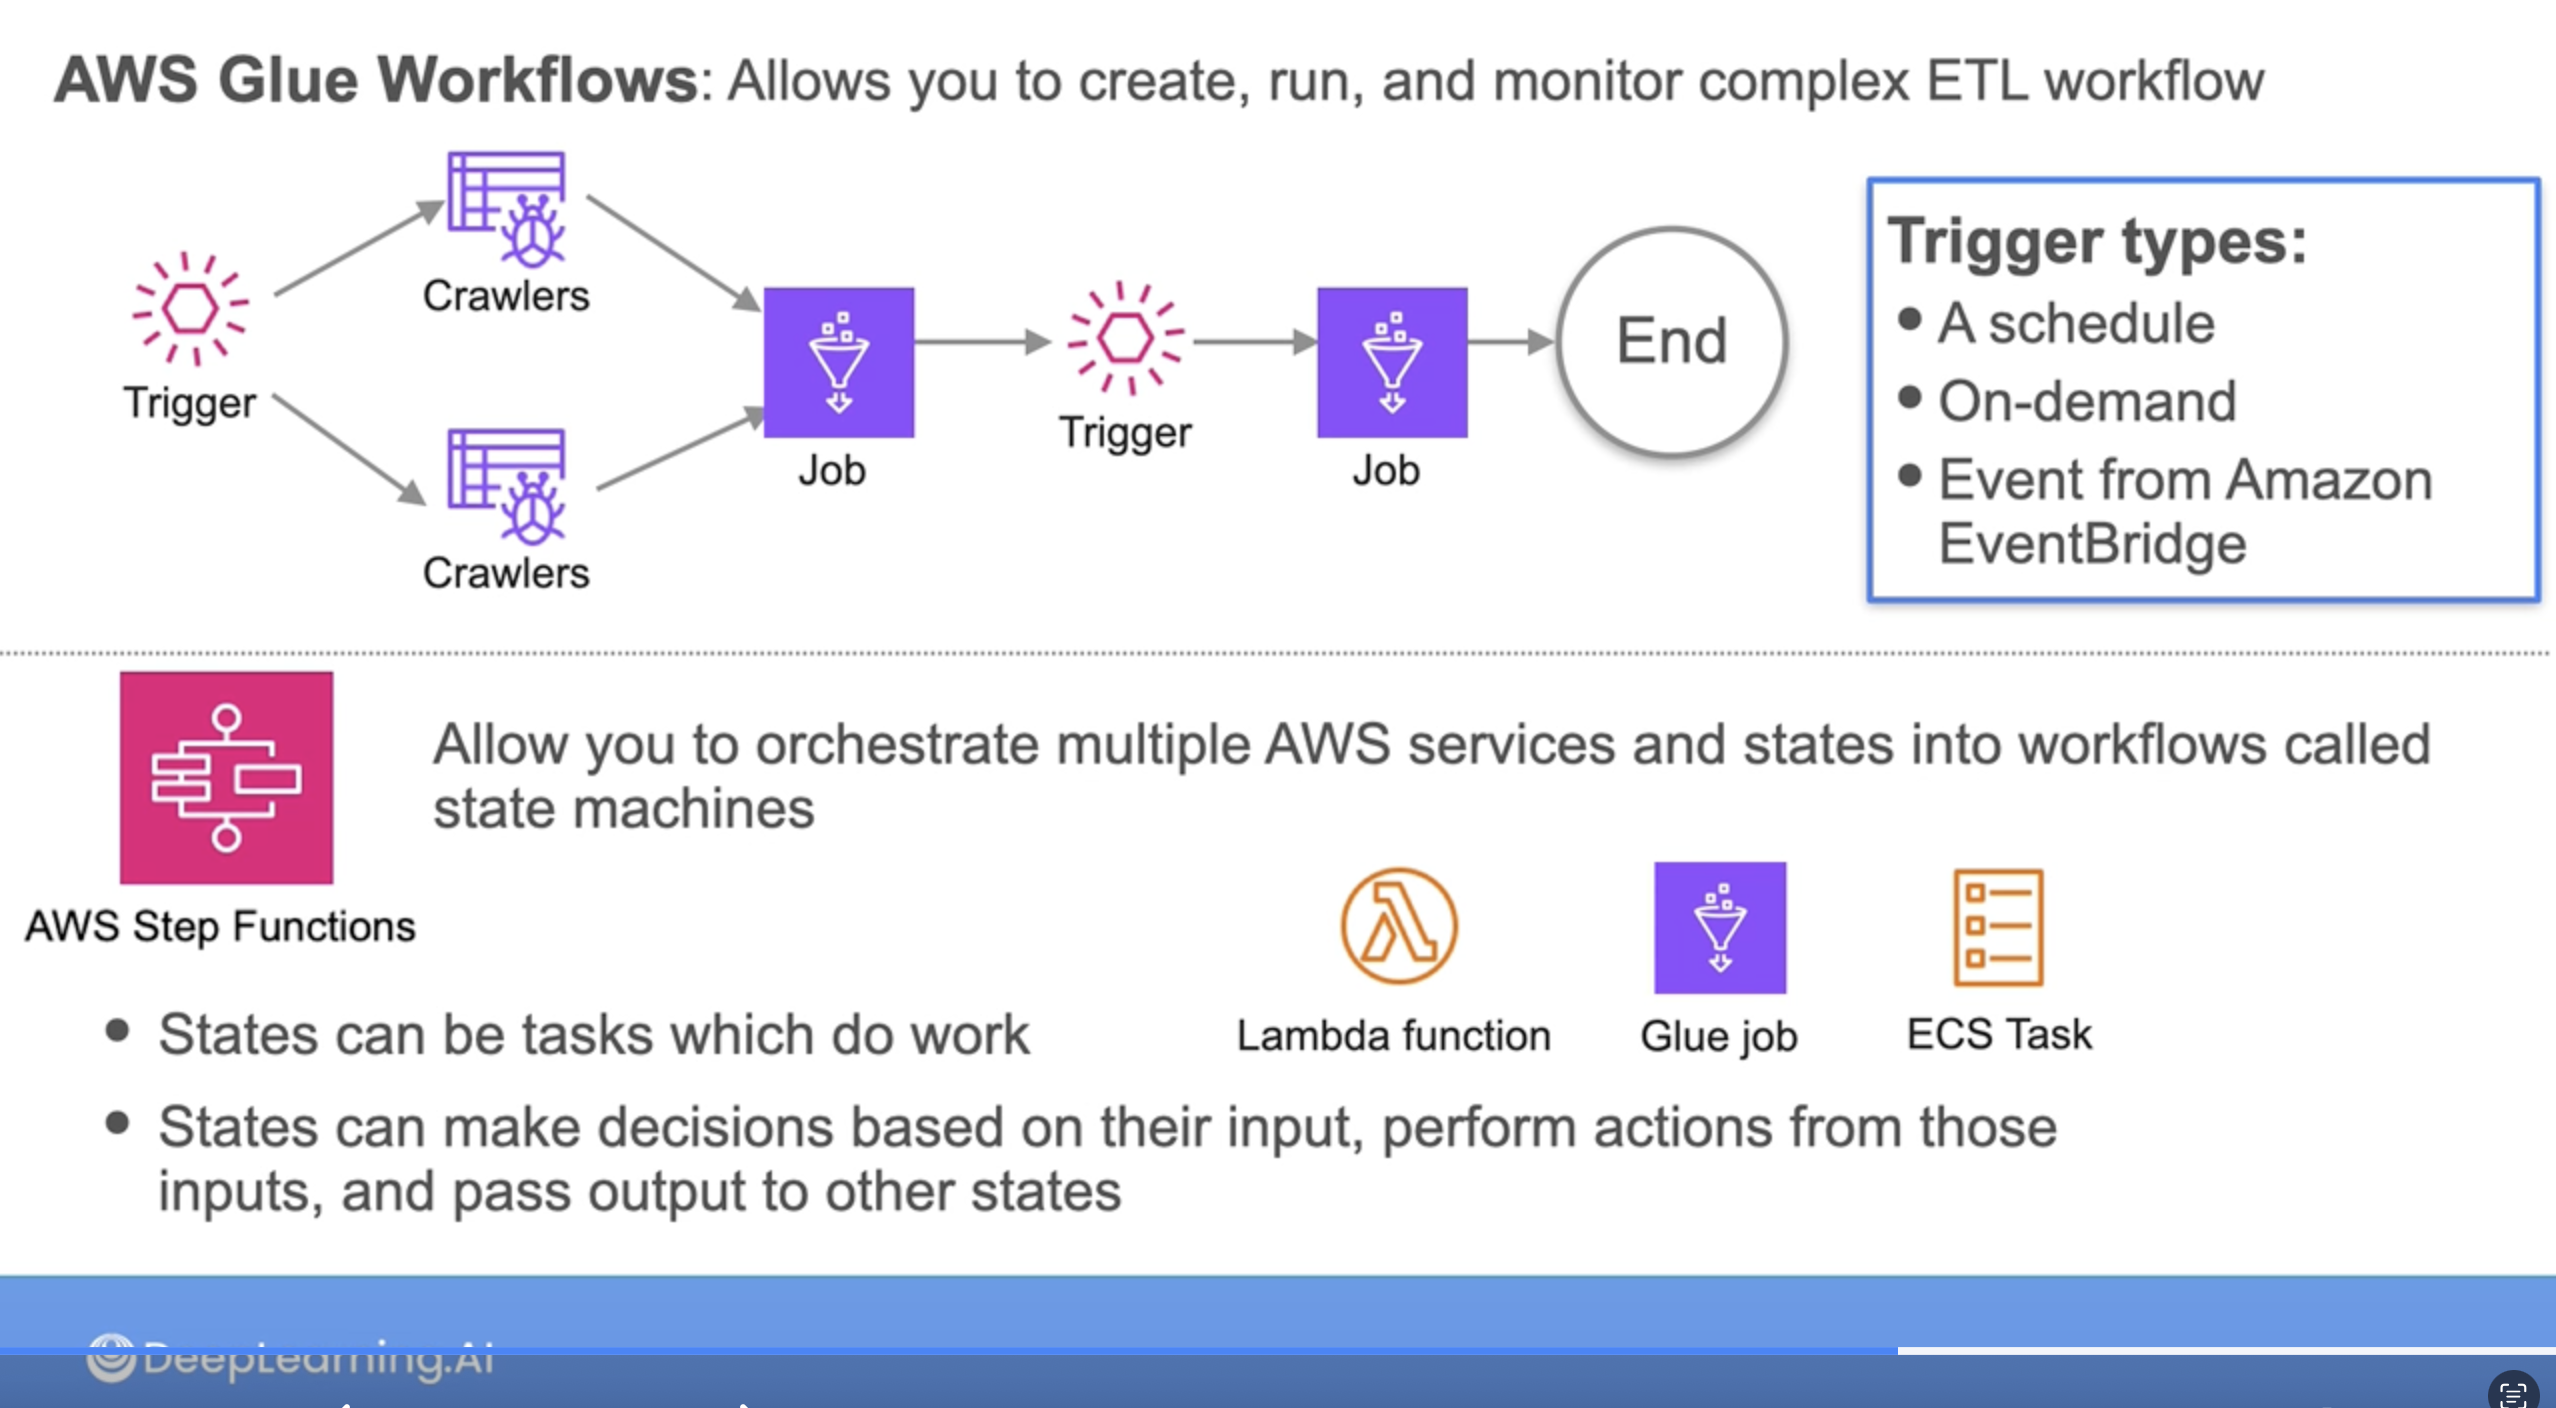 AWS Glue Workflows: Allows you to create, run, and monitor complex ETL workflow
Crawlers
Trigger
Crawlers
Job
Trigger
Job
End
Trigger types:
• A schedule
• On-demand
• Event from Amazon
EventBridge
Allow you to orchestrate multiple AWS services and states into workflows called
state machines
AWS Step Functions
Lambda function
Glue job
ECS Task
• States can be tasks which do work
• States can make decisions based on their input, perform actions from those
inputs, and pass output to other states
DeepLearning.AI